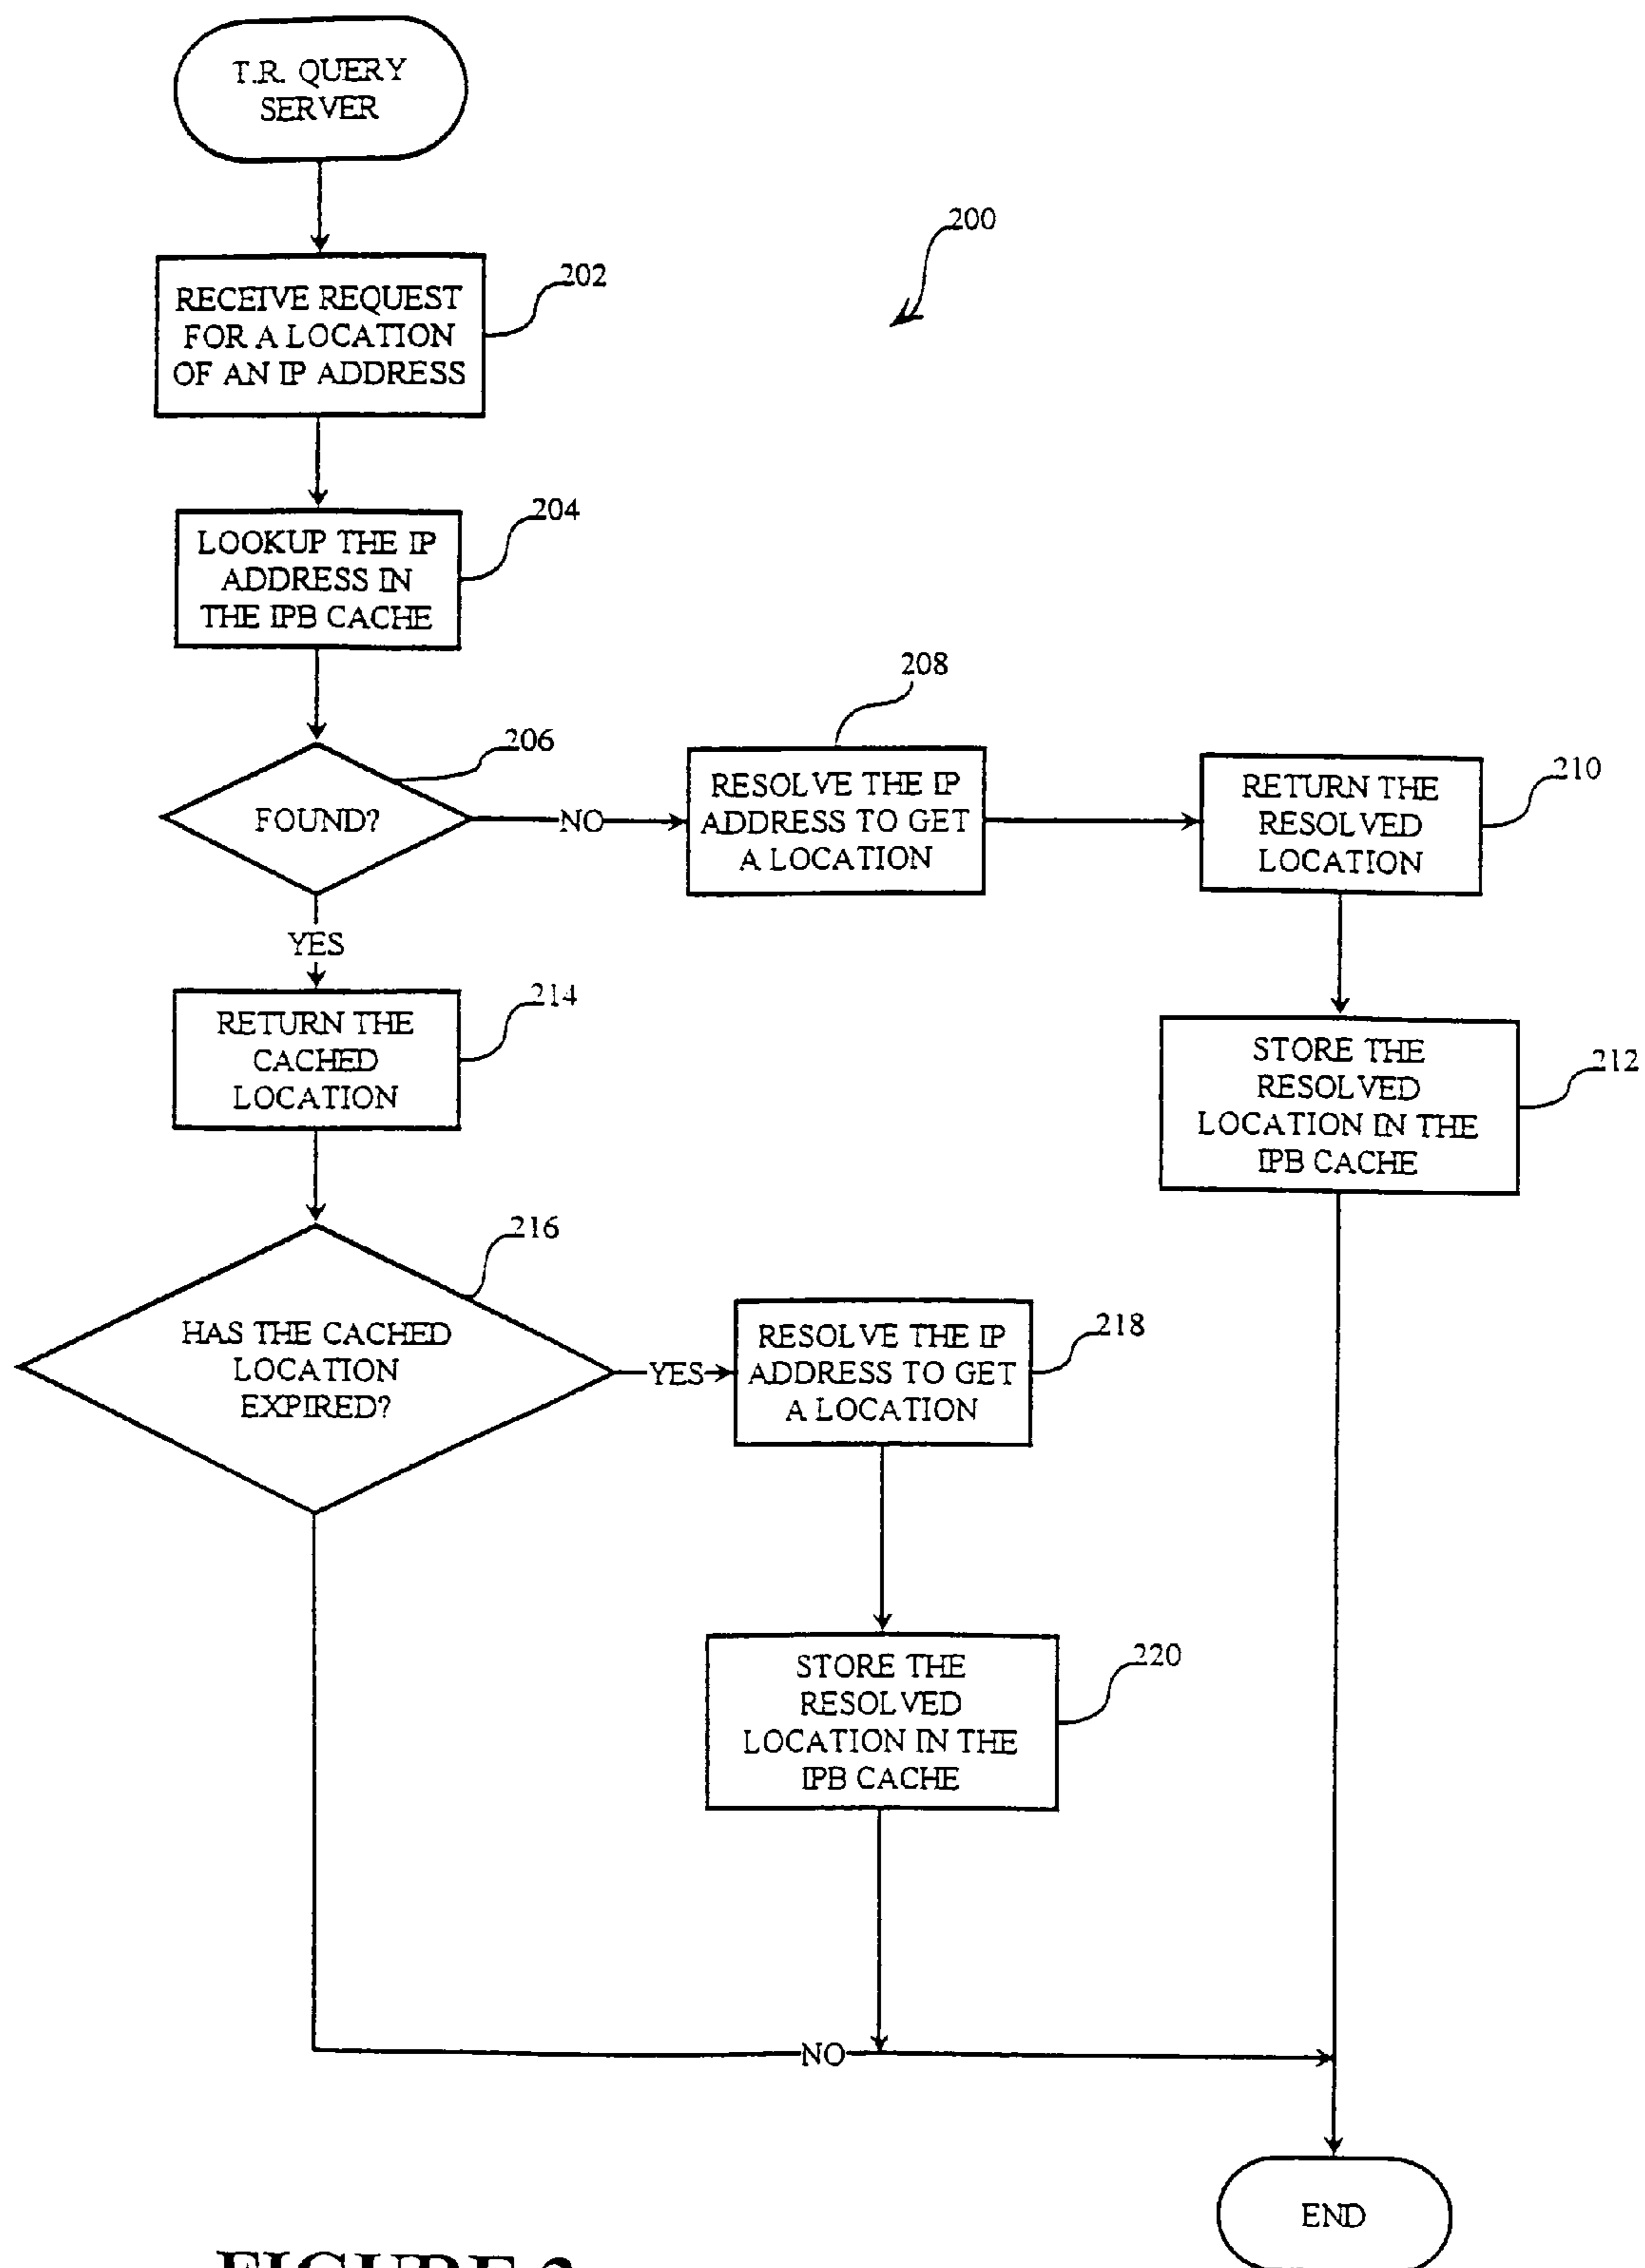 T.R. QUERY
SERVER
200
202
RECEIVE REQUEST
FOR A LOCATION
OF AN IP ADDRESS
204
LOOKUP THE IP
ADDRESS IN
THE IPB CACHE
206
FOUND?
NO
208
RESOLVE THE IP
ADDRESS TO GET
A LOCATION
210
RETURN THE
RESOLVED
LOCATION
YES
214
RETURN THE
CACHED
LOCATION
212
STORE THE
RESOLVED
LOCATION IN THE
IPB CACHE
216
HAS THE CACHED
LOCATION
EXPIRED?
YES
218
RESOLVE THE IP
ADDRESS TO GET
A LOCATION
220
STORE THE
RESOLVED
LOCATION IN THE
IPB CACHE
NO
END
FIGURE 2